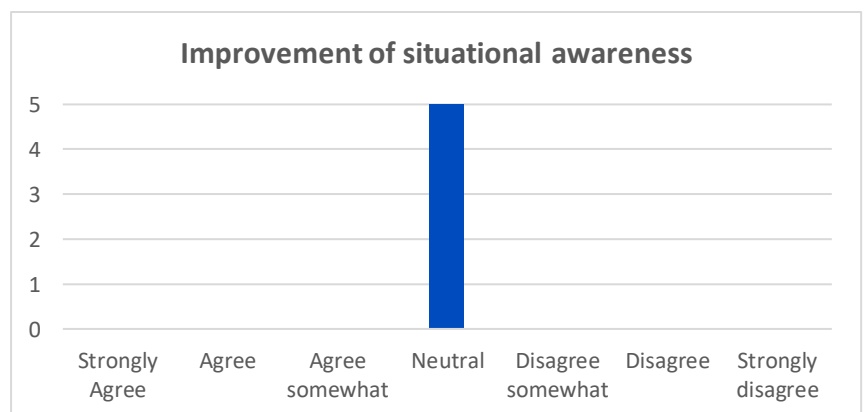 Improvement of situational awareness
5
4
3
2
1
0
Strongly Agree
Agree
Agree somewhat
Neutral
Disagree somewhat
Disagree
Strongly disagree